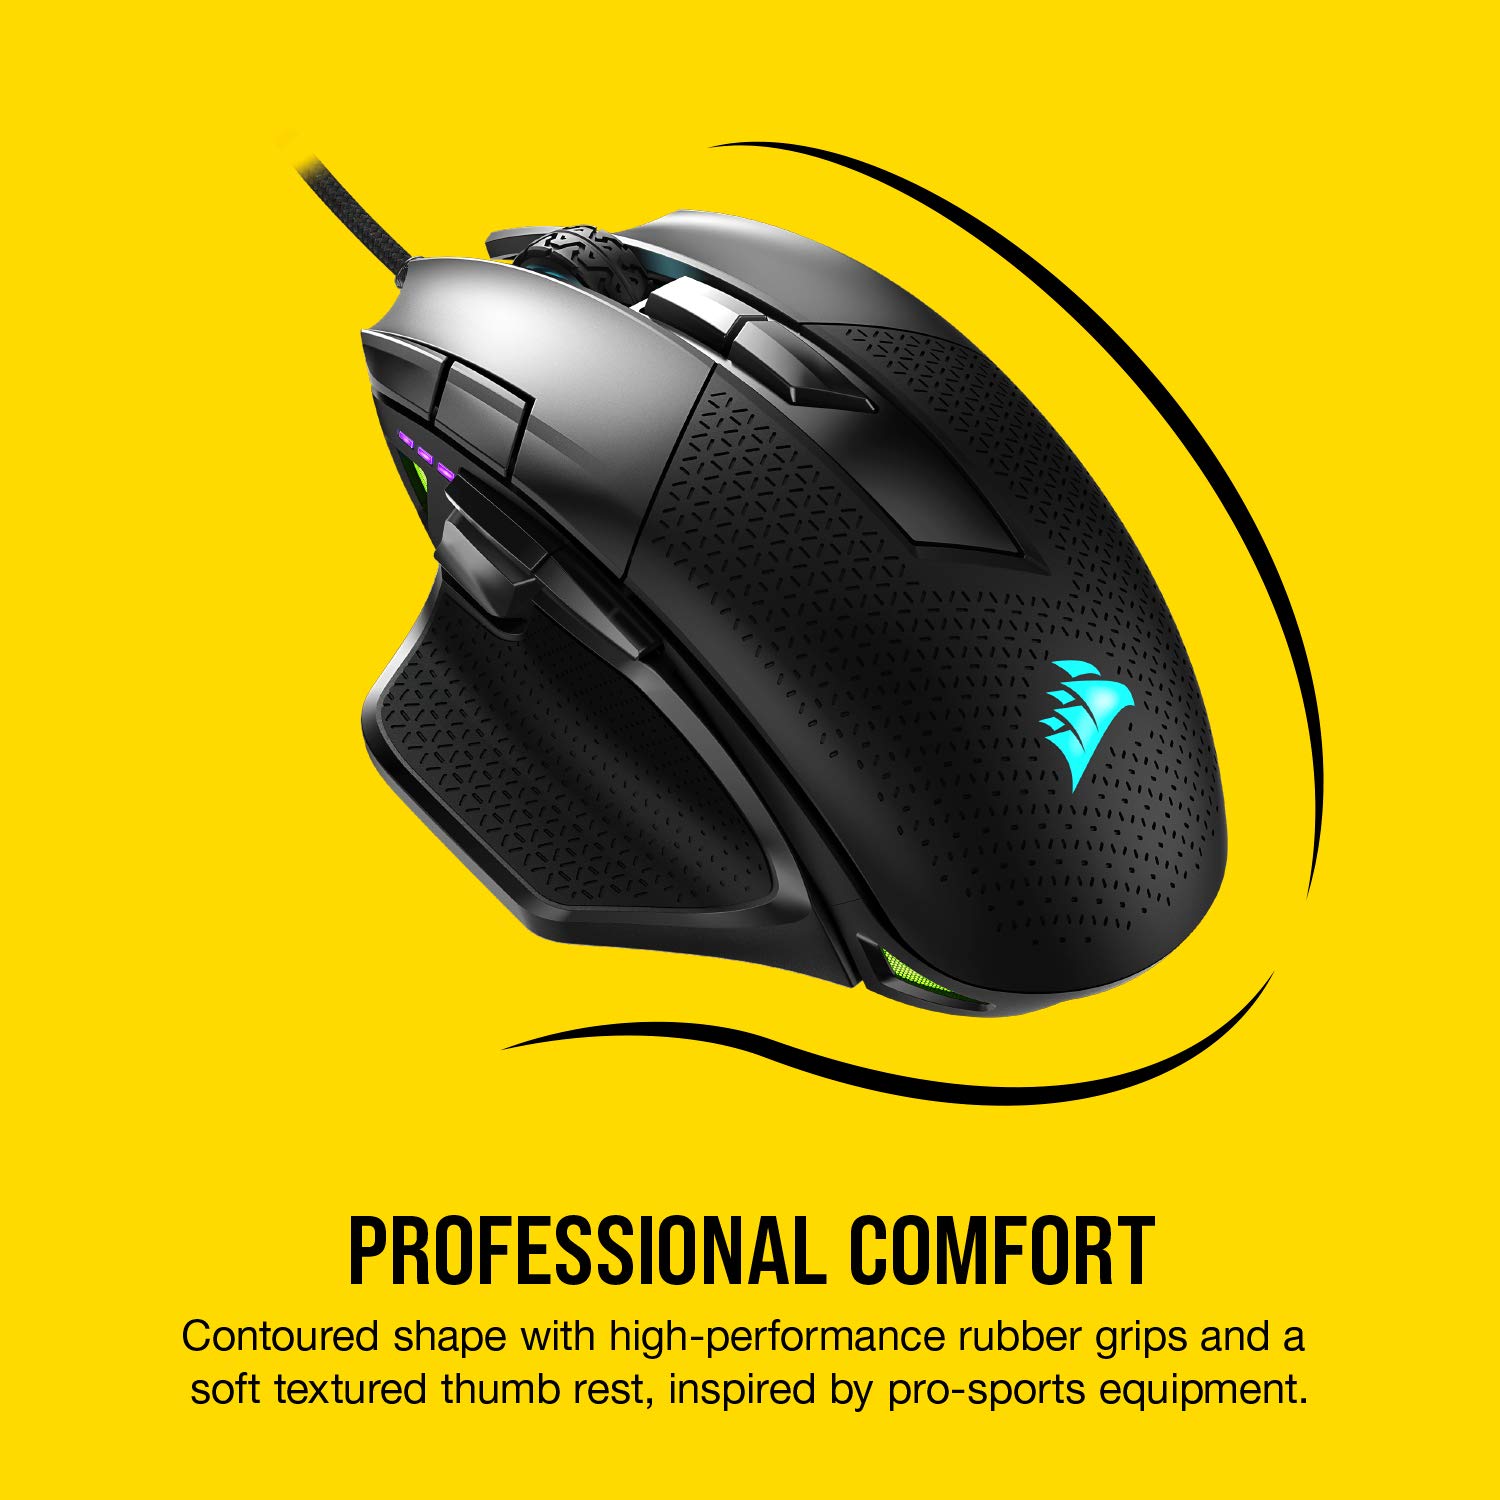 PROFESSIONAL COMFORT
Contoured shape with high-performance rubber grips and a
soft textured thumb rest, inspired by pro-sports equipment.